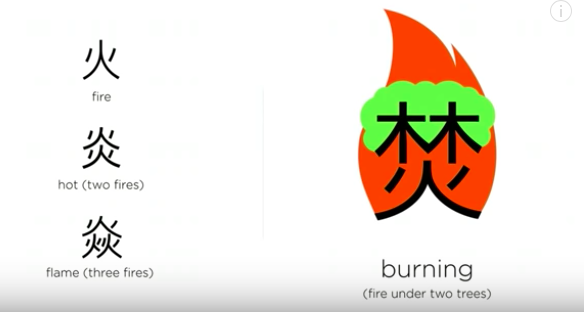 火
fire
炎
hot (two fires)
焱
flame (three fires)
焚
burning
(fire under two trees)